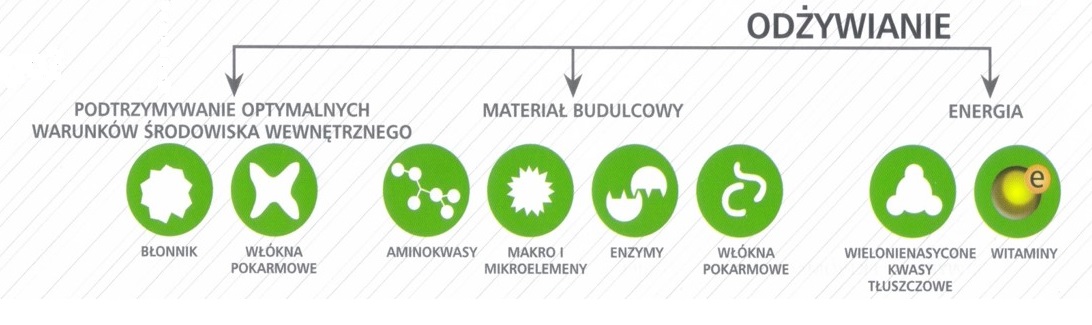 ODŻYWIANIE
PODTRZYMYWANIE OPTYMALNYCH
WARUNKÓW ŚRODOWISKA WEWNĘTRZNEGO
MATERIAŁ BUDULCOWY
ENERGIA
e
BŁONNIK
WŁÓKNA
POKARMOWE
AMINOKWASY
MAKRO I
MIKROELEMENY
ENZYMY
WŁÓKNA
POKARMOWE
WIELONIENASYCONE
KWASY
TŁUSZCZOWE
WITAMINY